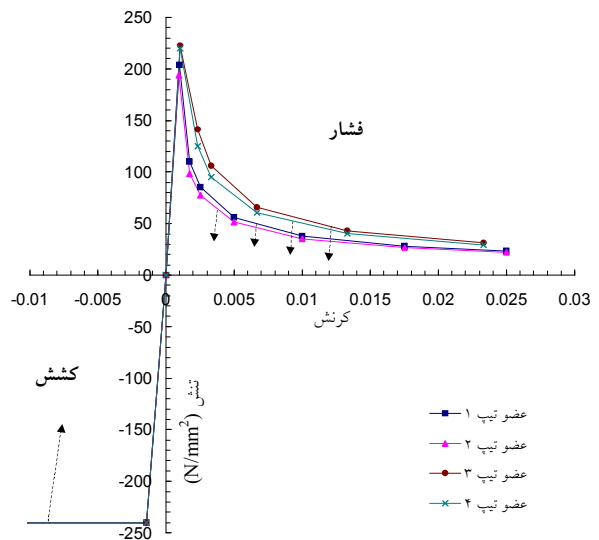 250
200
150
100
50
0
-50
-100
-150
-200
-250
-0.01
-0.005
0
0.005
0.01
0.015
0.02
0.025
0.03
فشار
کرنش
کشش
تنش (N/mm²)
عضو تیپ ۱
عضو تیپ ۲
عضو تیپ ۳
عضو تیپ ۴